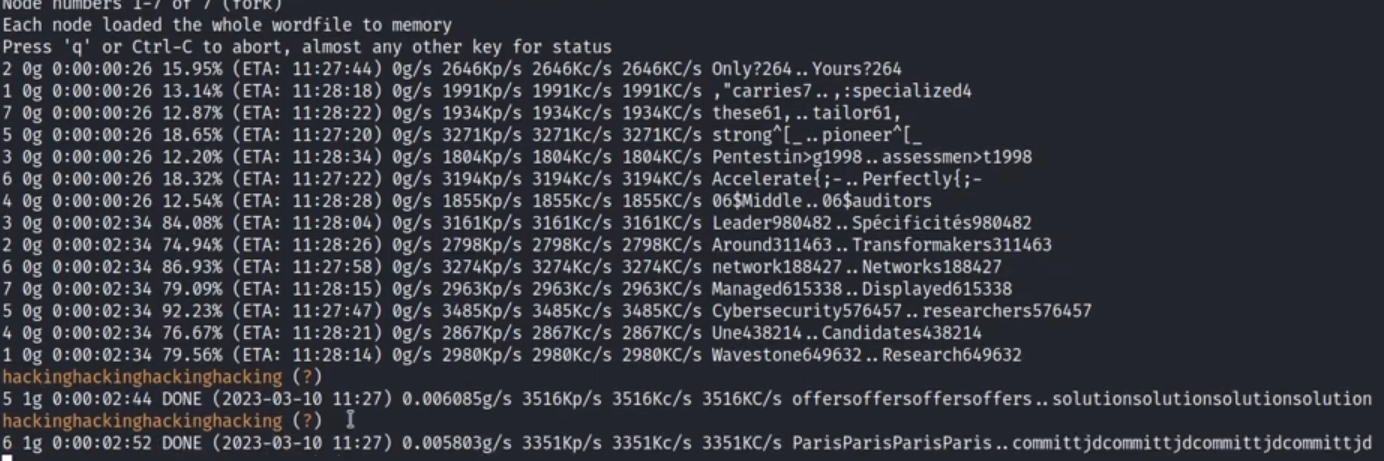 Node numbers 1-7 of 7 (fork)
Each node loaded the whole wordfile to memory
Press 'q' or Ctrl-C to abort, almost any other key for status
2 0g 0:00:00:26 15.95% (ETA: 11:27:44) 0g/s 2646Kp/s 2646Kc/s 2646KC/s Only?264..Yours?264
1 0g 0:00:00:26 13.14% (ETA: 11:28:18) 0g/s 1991Kp/s 1991Kc/s 1991KC/s ,"carries7..,:specialized4
7 0g 0:00:00:26 12.87% (ETA: 11:28:22) 0g/s 1934Kp/s 1934Kc/s 1934KC/s these61,..tailor61,
5 0g 0:00:00:26 18.65% (ETA: 11:27:20) 0g/s 3271Kp/s 3271Kc/s 3271KC/s strong^[_..pioneer^[_
3 0g 0:00:00:26 12.20% (ETA: 11:28:34) 0g/s 1804Kp/s 1804Kc/s 1804KC/s Pentestin>g1998..assessmen>t1998
6 0g 0:00:00:26 18.32% (ETA: 11:27:22) 0g/s 3194Kp/s 3194Kc/s 3194KC/s Accelerate{;-..Perfectly{;-
4 0g 0:00:00:26 12.54% (ETA: 11:28:28) 0g/s 1855Kp/s 1855Kc/s 1855KC/s 06$Middle..06$auditors
3 0g 0:00:02:34 84.08% (ETA: 11:28:04) 0g/s 3161Kp/s 3161Kc/s 3161KC/s Leader980482..Spécificités980482
2 0g 0:00:02:34 74.94% (ETA: 11:28:26) 0g/s 2798Kp/s 2798Kc/s 2798KC/s Around311463..Transformakers311463
6 0g 0:00:02:34 86.93% (ETA: 11:27:58) 0g/s 3274Kp/s 3274Kc/s 3274KC/s network188427..Networks188427
7 0g 0:00:02:34 79.09% (ETA: 11:28:15) 0g/s 2963Kp/s 2963Kc/s 2963KC/s Managed615338..Displayed615338
5 0g 0:00:02:34 92.23% (ETA: 11:27:47) 0g/s 3485Kp/s 3485Kc/s 3485KC/s Cybersecurity576457..researchers576457
4 0g 0:00:02:34 76.67% (ETA: 11:28:21) 0g/s 2867Kp/s 2867Kc/s 2867KC/s Une438214..Candidates438214
1 0g 0:00:02:34 79.56% (ETA: 11:28:14) 0g/s 2980Kp/s 2980Kc/s 2980KC/s Wavestone649632..Research649632
hackinghackinghackinghacking (?)
5 1g 0:00:02:44 DONE (2023-03-10 11:27) 0.006085g/s 3516Kp/s 3516Kc/s 3516KC/s offersoffersoffersoffers..solutionsolutionsolutionsolution
hackinghackinghackinghacking (?)
6 1g 0:00:02:52 DONE (2023-03-10 11:27) 0.005803g/s 3351Kp/s 3351Kc/s 3351KC/s ParisParisParisParis..committjdcommittjdcommittjdcommittjd